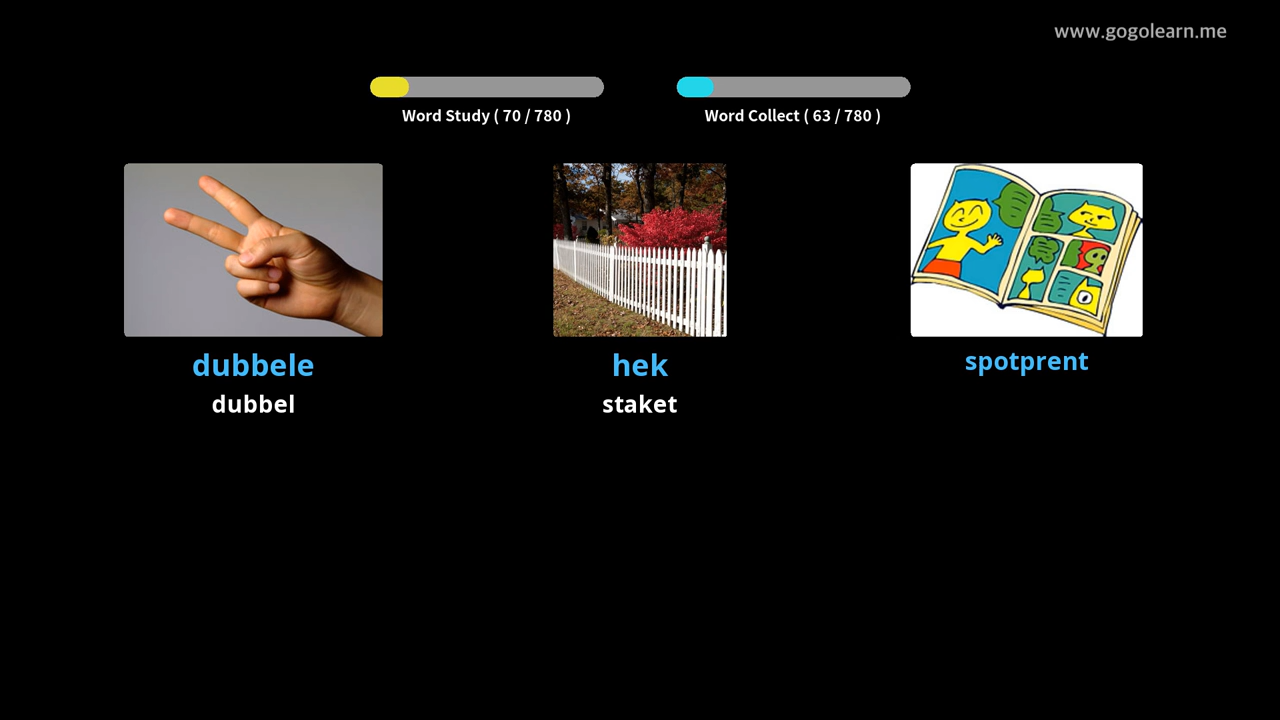 www.gogolearn.me
Word Study ( 70 / 780 )
Word Collect ( 63 / 780 )
dubbele
dubbel
hek
staket
spotprent